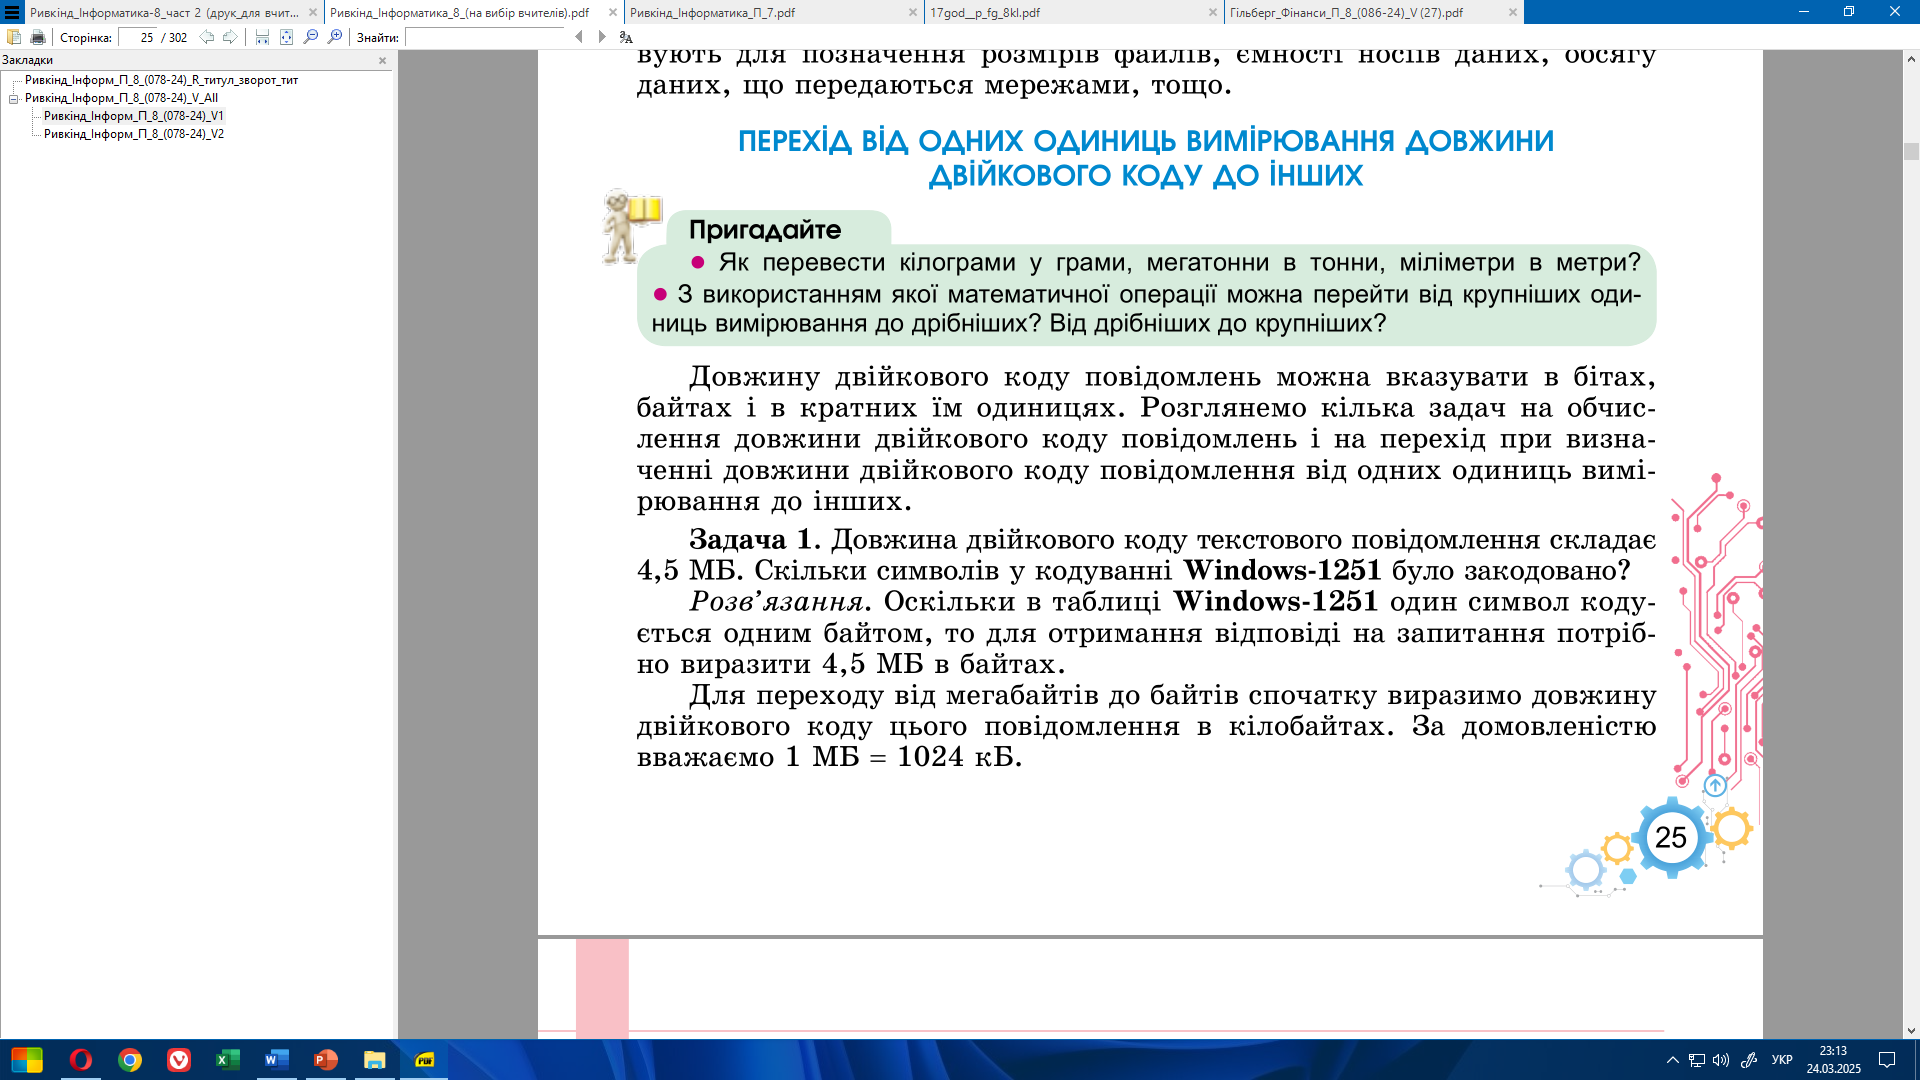 Ривкінд_Інформатика-8_част 2 (друк_для вчит...
Ривкінд_Інформатика_8_(на вибір вчителів).pdf
Ривкінд_Інформатика_П_7.pdf
17god__p_fg_8kl.pdf
Гільберг_Фінанси_П_8_(086-24)_V (27).pdf
Сторінка: 25 / 302
Знайти:
Закладки
Ривкінд_Інформ_П_8_(078-24)_R_титул_зворот_тит
Ривкінд_Інформ_П_8_(078-24)_V_All
Ривкінд_Інформ_П_8_(078-24)_V1
Ривкінд_Інформ_П_8_(078-24)_V2
вують для позначення розмірів файлів, ємності носіїв даних, обсягу
даних, що передаються мережами, тощо.
ПЕРЕХІД ВІД ОДНИХ ОДИНИЦЬ ВИМІРЮВАННЯ ДОВЖИНИ
ДВІЙКОВОГО КОДУ ДО ІНШИХ
Пригадайте
● Як перевести кілограми у грами, мегатонни в тонни, міліметри в метри?
● З використанням якої математичної операції можна перейти від крупніших оди-
ниць вимірювання до дрібніших? Від дрібніших до крупніших?
Довжину двійкового коду повідомлень можна вказувати в бітах,
байтах і в кратних їм одиницях. Розглянемо кілька задач на обчис-
лення довжини двійкового коду повідомлень і на перехід при визна-
ченні довжини двійкового коду повідомлення від одних одиниць вимі-
рювання до інших.
Задача 1. Довжина двійкового коду текстового повідомлення складає
4,5 МБ. Скільки символів у кодуванні Windows-1251 було закодовано?
Розв’язання. Оскільки в таблиці Windows-1251 один символ коду-
ється одним байтом, то для отримання відповіді на запитання потріб-
но виразити 4,5 МБ в байтах.
Для переходу від мегабайтів до байтів спочатку виразимо довжину
двійкового коду цього повідомлення в кілобайтах. За домовленістю
вважаємо 1 МБ = 1024 кБ.
25
УКР
23:13
24.03.2025